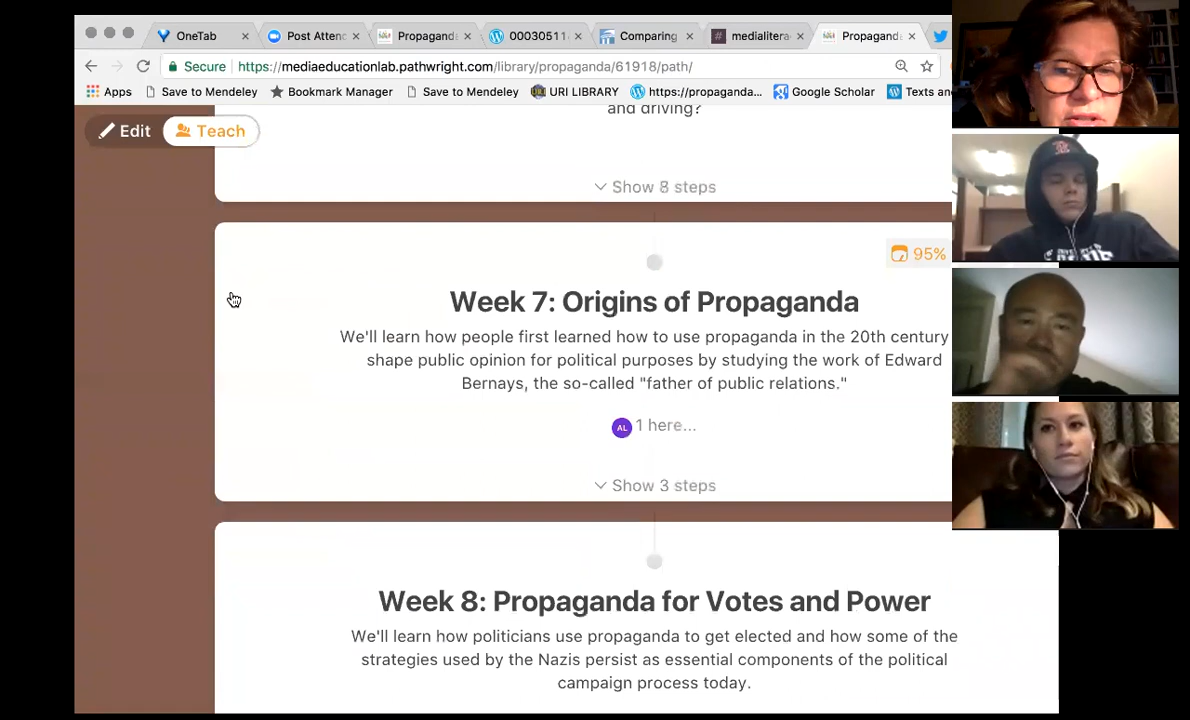 OneTab
Post Attenc
Propaganda
000305114
Comparing
medialitera
Propaganda
Secure
https://mediaeducationlab.pathwright.com/library/propaganda/61918/path/
Apps
Save to Mendeley
Bookmark Manager
Save to Mendeley
URI LIBRARY
https://propaganda...
Google Scholar
Texts and
and driving?
Edit
Teach
Show 8 steps
95%
Week 7: Origins of Propaganda
We'll learn how people first learned how to use propaganda in the 20th century
shape public opinion for political purposes by studying the work of Edward
Bernays, the so-called "father of public relations."
AL
1 here...
Show 3 steps
Week 8: Propaganda for Votes and Power
We'll learn how politicians use propaganda to get elected and how some of the
strategies used by the Nazis persist as essential components of the political
campaign process today.